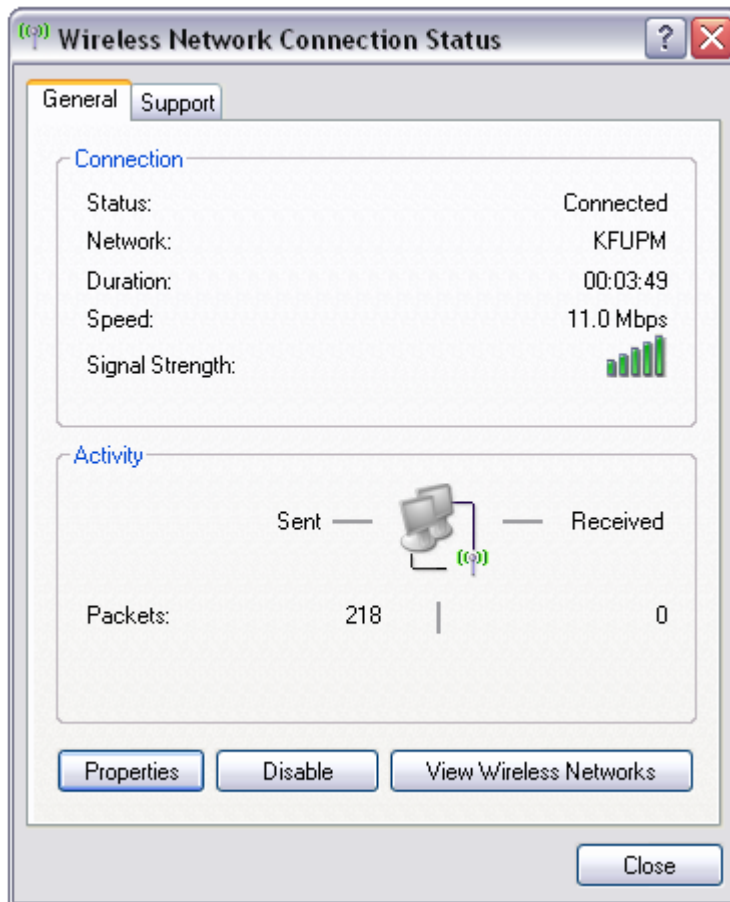 Wireless Network Connection Status
General Support
Connection
Status: Connected
Network: KFUPM
Duration: 00:03:49
Speed: 11.0 Mbps
Signal Strength:
Activity
Sent Received
Packets: 218 0
Properties Disable View Wireless Networks
Close